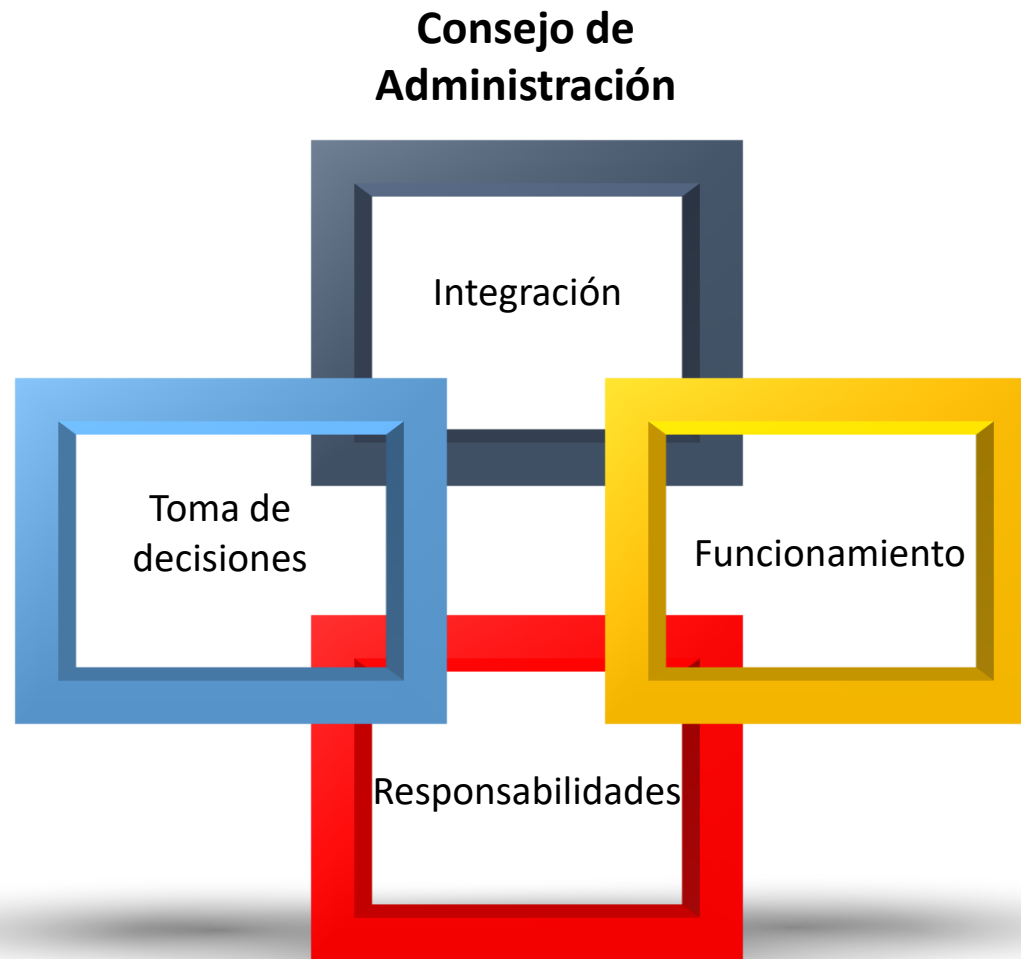 Consejo de
Administración
Integración
Toma de
decisiones
Funcionamiento
Responsabilidades